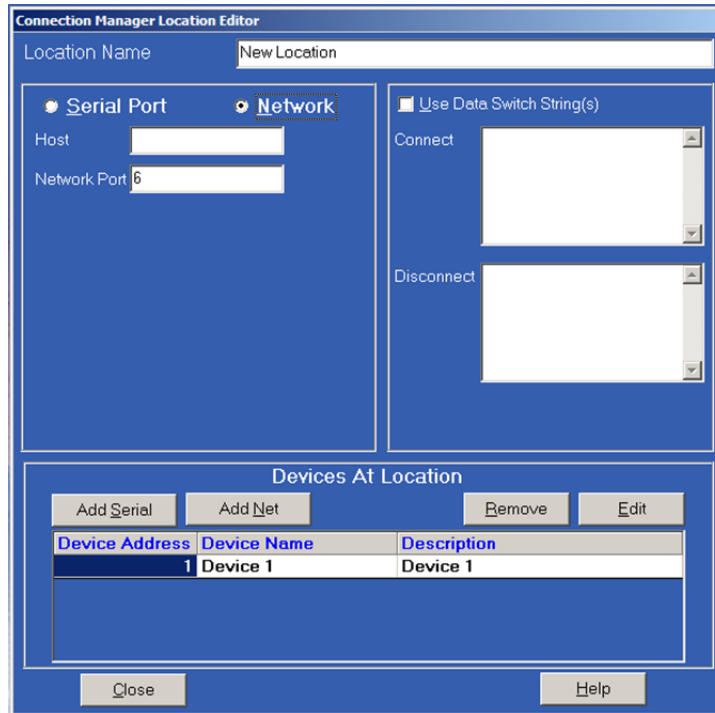 Connection Manager Location Editor
Location Name New Location
Serial Port Network
Host
Network Port 6
Use Data Switch String(s)
Connect
Disconnect
Devices At Location
Add Serial Add Net Remove Edit
Device Address Device Name Description
1 Device 1 Device 1
Close Help